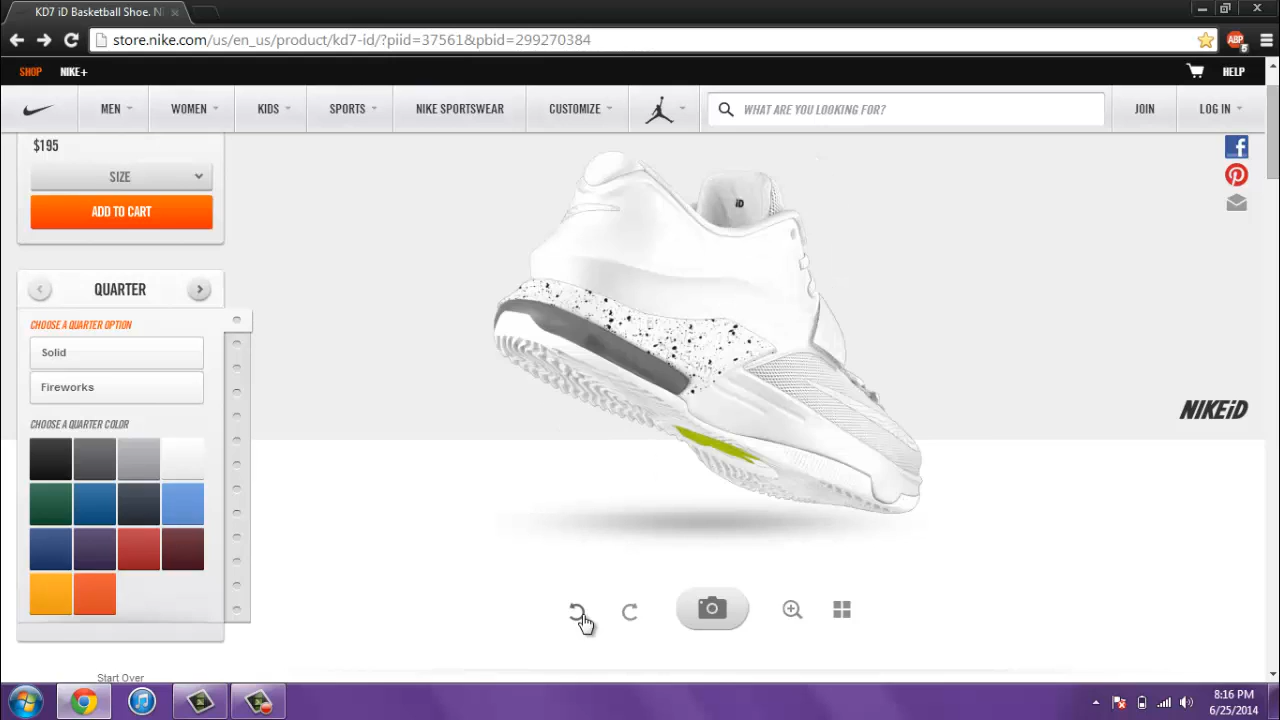 KD7 iD Basketball Shoe. Ni
store.nike.com/us/en_us/product/kd7-id/?piid=37561&pbid=299270384
ABP
6
SHOP NIKE+ HELP
MEN WOMEN KIDS SPORTS NIKE SPORTSWEAR CUSTOMIZE WHAT ARE YOU LOOKING FOR? JOIN LOG IN
$195
SIZE
ADD TO CART
QUARTER
CHOOSE A QUARTER OPTION
Solid
Fireworks
CHOOSE A QUARTER COLOR
Start Over
iD
NIKEiD
8:16 PM
6/25/2014